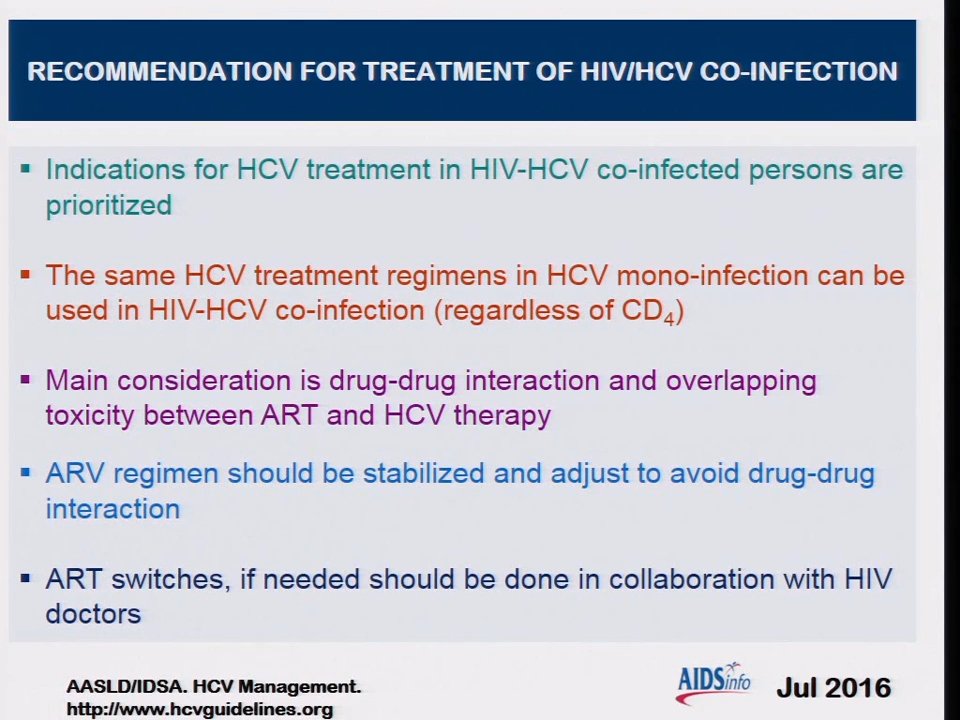 RECOMMENDATION FOR TREATMENT OF HIV/HCV CO-INFECTION
▪ Indications for HCV treatment in HIV-HCV co-infected persons are
prioritized
▪ The same HCV treatment regimens in HCV mono-infection can be
used in HIV-HCV co-infection (regardless of CD₄)
▪ Main consideration is drug-drug interaction and overlapping
toxicity between ART and HCV therapy
▪ ARV regimen should be stabilized and adjust to avoid drug-drug
interaction
▪ ART switches, if needed should be done in collaboration with HIV
doctors
AASLD/IDSA. HCV Management.
http://www.hcvguidelines.org
AIDSinfo
Jul 2016